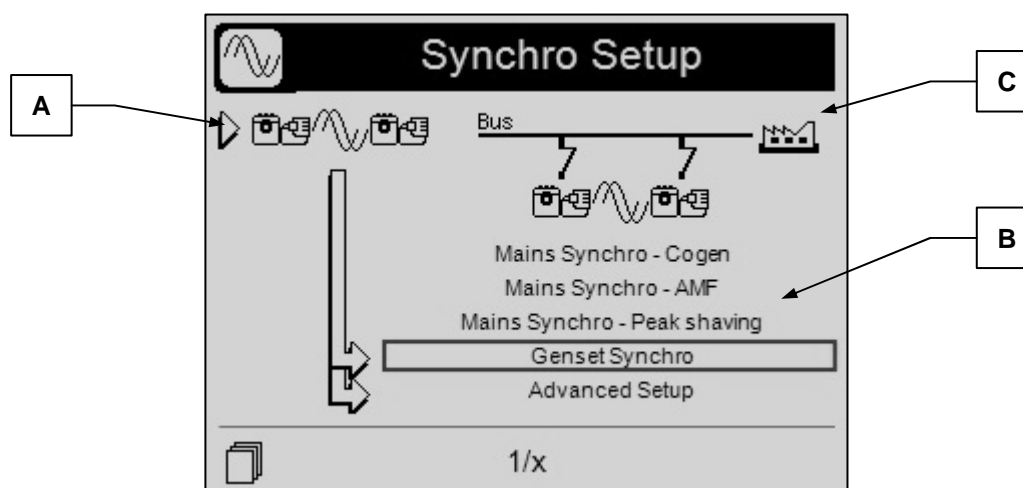 Synchro Setup
A
C
Bus
B
Mains Synchro - Cogen
Mains Synchro - AMF
Mains Synchro - Peak shaving
Genset Synchro
Advanced Setup
1/x